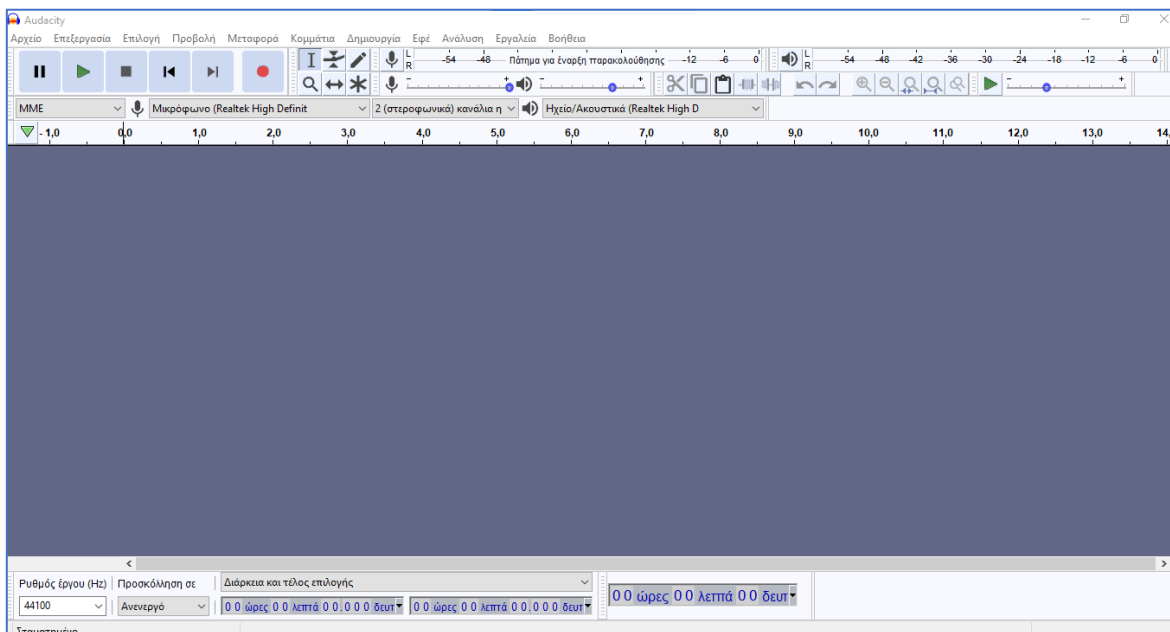 Audacity
Αρχείο Επεξεργασία Επιλογή Προβολή Μεταφορά Κομμάτια Δημιουργία Εφέ Ανάλυση Εργαλεία Βοήθεια
L -54 -48 Πάτημα για έναρξη παρακολούθησης -12 -6 0 L -54 -48 -42 -36 -30 -24 -18 -12 -6 0
R R
- + - + - +
MME Μικρόφωνο (Realtek High Definit 2 (στεροφωνικά) κανάλια η Ηχείο/Ακουστικά (Realtek High D
- 1,0 0,0 1,0 2,0 3,0 4,0 5,0 6,0 7,0 8,0 9,0 10,0 11,0 12,0 13,0 14,
Ρυθμός έργου (Hz) Προσκόλληση σε Διάρκεια και τέλος επιλογής
44100 Ανενεργό 0 0 ώρες 0 0 λεπτά 0 0 . 0 0 0 δευτ 0 0 ώρες 0 0 λεπτά 0 0 . 0 0 0 δευτ 0 0 ώρες 0 0 λεπτά 0 0 δευτ
Σταματημένο